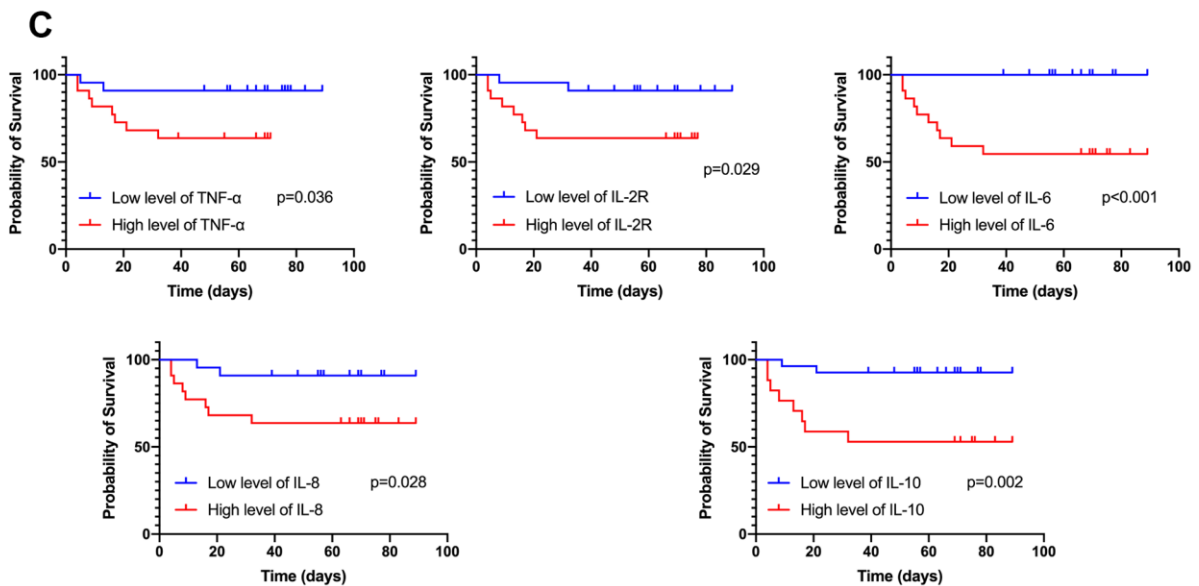 C
Probability of Survival
100
50
0
Low level of TNF-α
High level of TNF-α
p=0.036
0 20 40 60 80 100
Time (days)
Probability of Survival
100
50
0
p=0.029
Low level of IL-2R
High level of IL-2R
0 20 40 60 80 100
Time (days)
Probability of Survival
100
50
0
Low level of IL-6
High level of IL-6
p<0.001
0 20 40 60 80 100
Time (days)
Probability of Survival
100
50
0
Low level of IL-8
High level of IL-8
p=0.028
0 20 40 60 80 100
Time (days)
Probability of Survival
100
50
0
Low level of IL-10
High level of IL-10
p=0.002
0 20 40 60 80 100
Time (days)